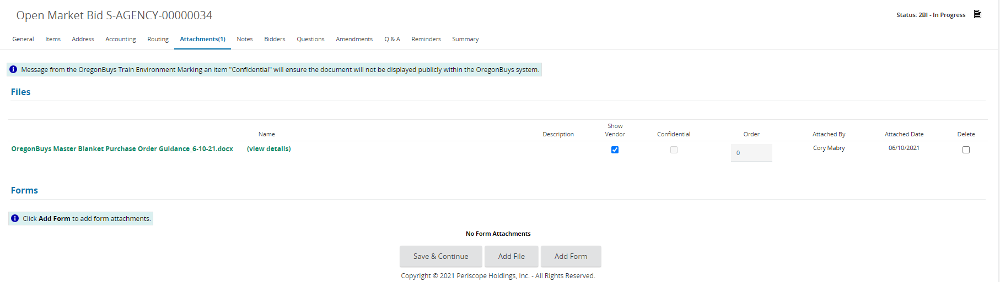 Open Market Bid S-AGENCY-00000034
Status: 2BI - In Progress
General Items Address Accounting Routing Attachments(1) Notes Bidders Questions Amendments Q & A Reminders Summary
Message from the OregonBuys Train Environment Marking an item "Confidential" will ensure the document will not be displayed publicly within the OregonBuys system.
Files
Name Description Show Vendor Confidential Order Attached By Attached Date Delete
OregonBuys Master Blanket Purchase Order Guidance_6-10-21.docx (view details) 0 Cory Mabry 06/10/2021
Forms
Click Add Form to add form attachments.
No Form Attachments
Save & Continue Add File Add Form
Copyright © 2021 Periscope Holdings, Inc. - All Rights Reserved.